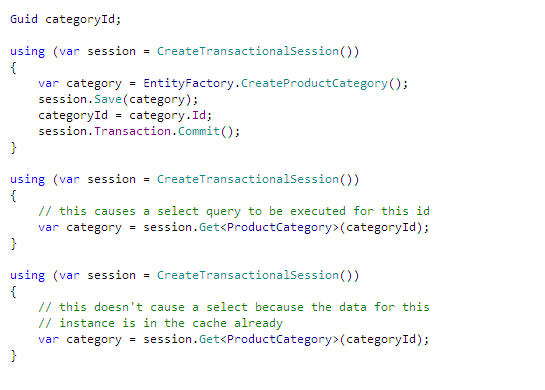 Guid categoryId;

using (var session = CreateTransactionalSession())
{
    var category = EntityFactory.CreateProductCategory();
    session.Save(category);
    categoryId = category.Id;
    session.Transaction.Commit();
}

using (var session = CreateTransactionalSession())
{
    // this causes a select query to be executed for this id
    var category = session.Get<ProductCategory>(categoryId);
}

using (var session = CreateTransactionalSession())
{
    // this doesn't cause a select because the data for this
    // instance is in the cache already
    var category = session.Get<ProductCategory>(categoryId);
}